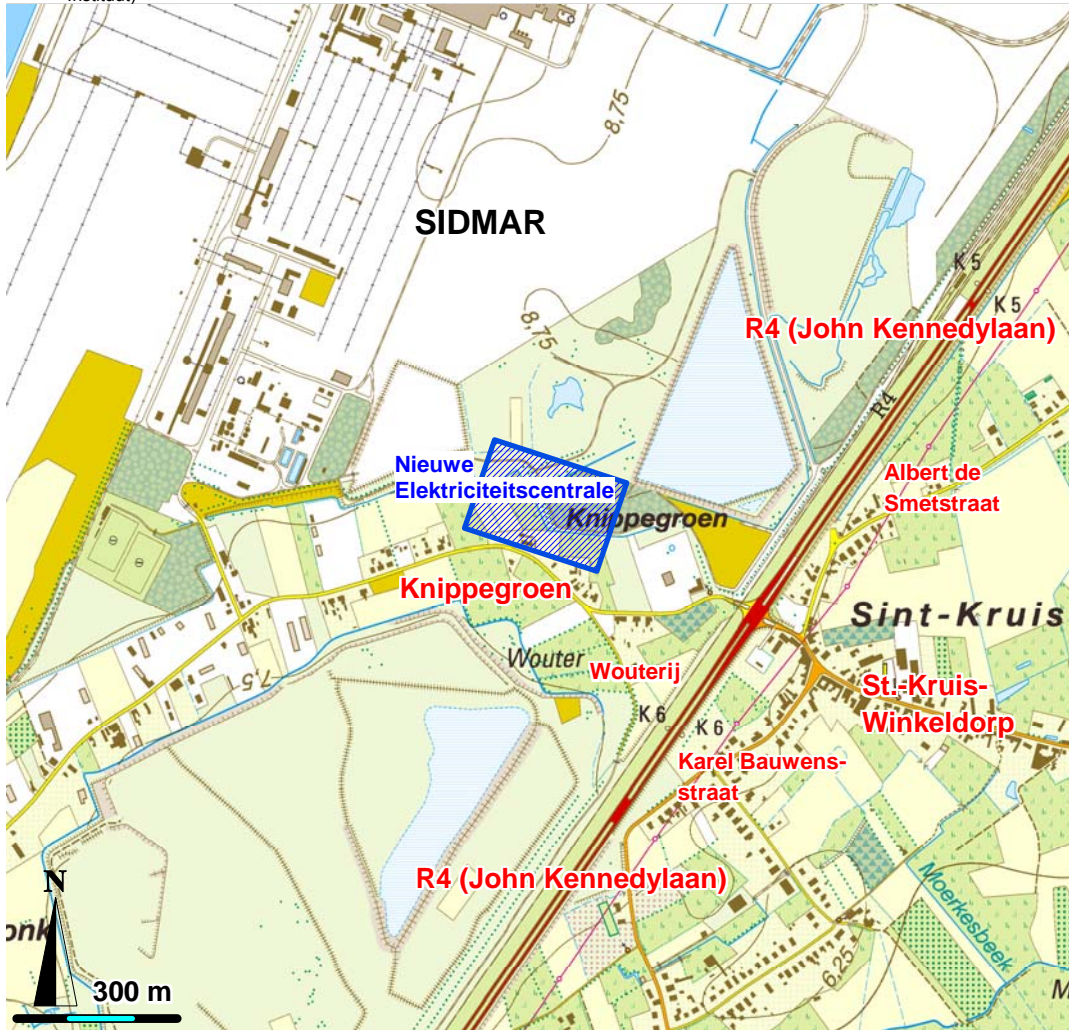 Instituut)
8,75
SIDMAR
K 5
K 5
8,75
R4 (John Kennedylaan)
R4
Nieuwe
Elektriciteitscentrale
Albert de
Smetstraat
Knippegroen
Knippegroen
Sint-Kruis
Wouter
Wouterij
7,5
St.-Kruis-
Winkeldorp
K 6
K 6
Karel Bauwens-
straat
R4 (John Kennedylaan)
Moerkesbeek
N
onk
6,25
M
300 m